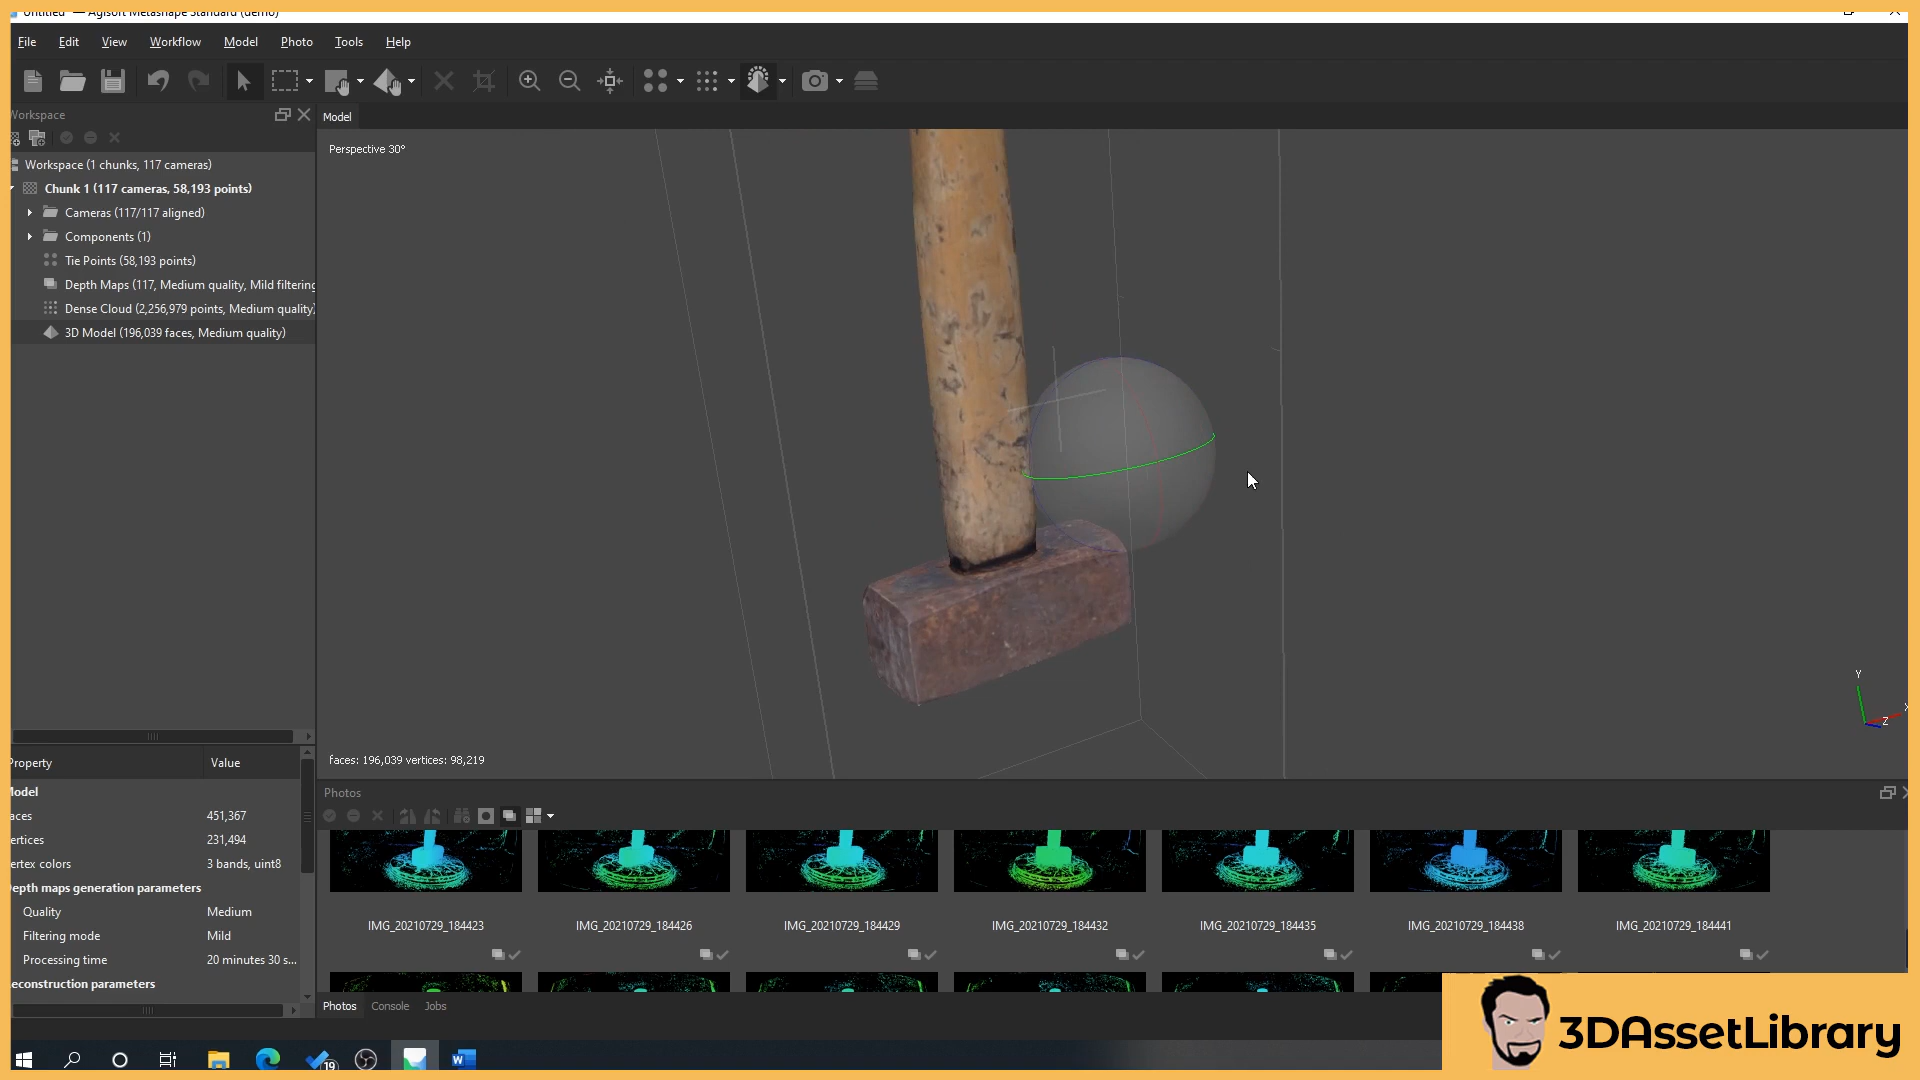 Untitled — Agisoft Metashape Standard (demo)
File Edit View Workflow Model Photo Tools Help
Workspace
Model
Perspective 30°
Workspace (1 chunks, 117 cameras)
Chunk 1 (117 cameras, 58,193 points)
Cameras (117/117 aligned)
Components (1)
Tie Points (58,193 points)
Depth Maps (117, Medium quality, Mild filtering
Dense Cloud (2,256,979 points, Medium quality)
3D Model (196,039 faces, Medium quality)
Y
X
Z
faces: 196,039 vertices: 98,219
Property Value
Model
aces 451,367
ertices 231,494
ertex colors 3 bands, uint8
Depth maps generation parameters
Quality Medium
Filtering mode Mild
Processing time 20 minutes 30 s...
econstruction parameters
Photos
IMG_20210729_184423 IMG_20210729_184426 IMG_20210729_184429 IMG_20210729_184432 IMG_20210729_184435 IMG_20210729_184438 IMG_20210729_184441
Photos Console Jobs
19
W
3DAssetLibrary